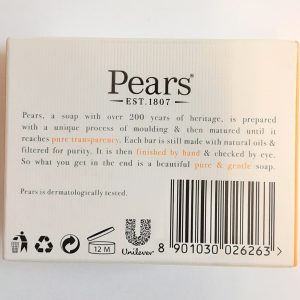 Pears®
EST.1807
Pears, a soap with over 200 years of heritage, is prepared
with a unique process of moulding & then matured until it
reaches pure transparency. Each bar is still made with natural oils &
filtered for purity. It is then finished by hand & checked by eye.
So what you get in the end is a beautiful pure & gentle soap.
Pears is dermatologically tested.
12 M
Unilever
8 901030 026263